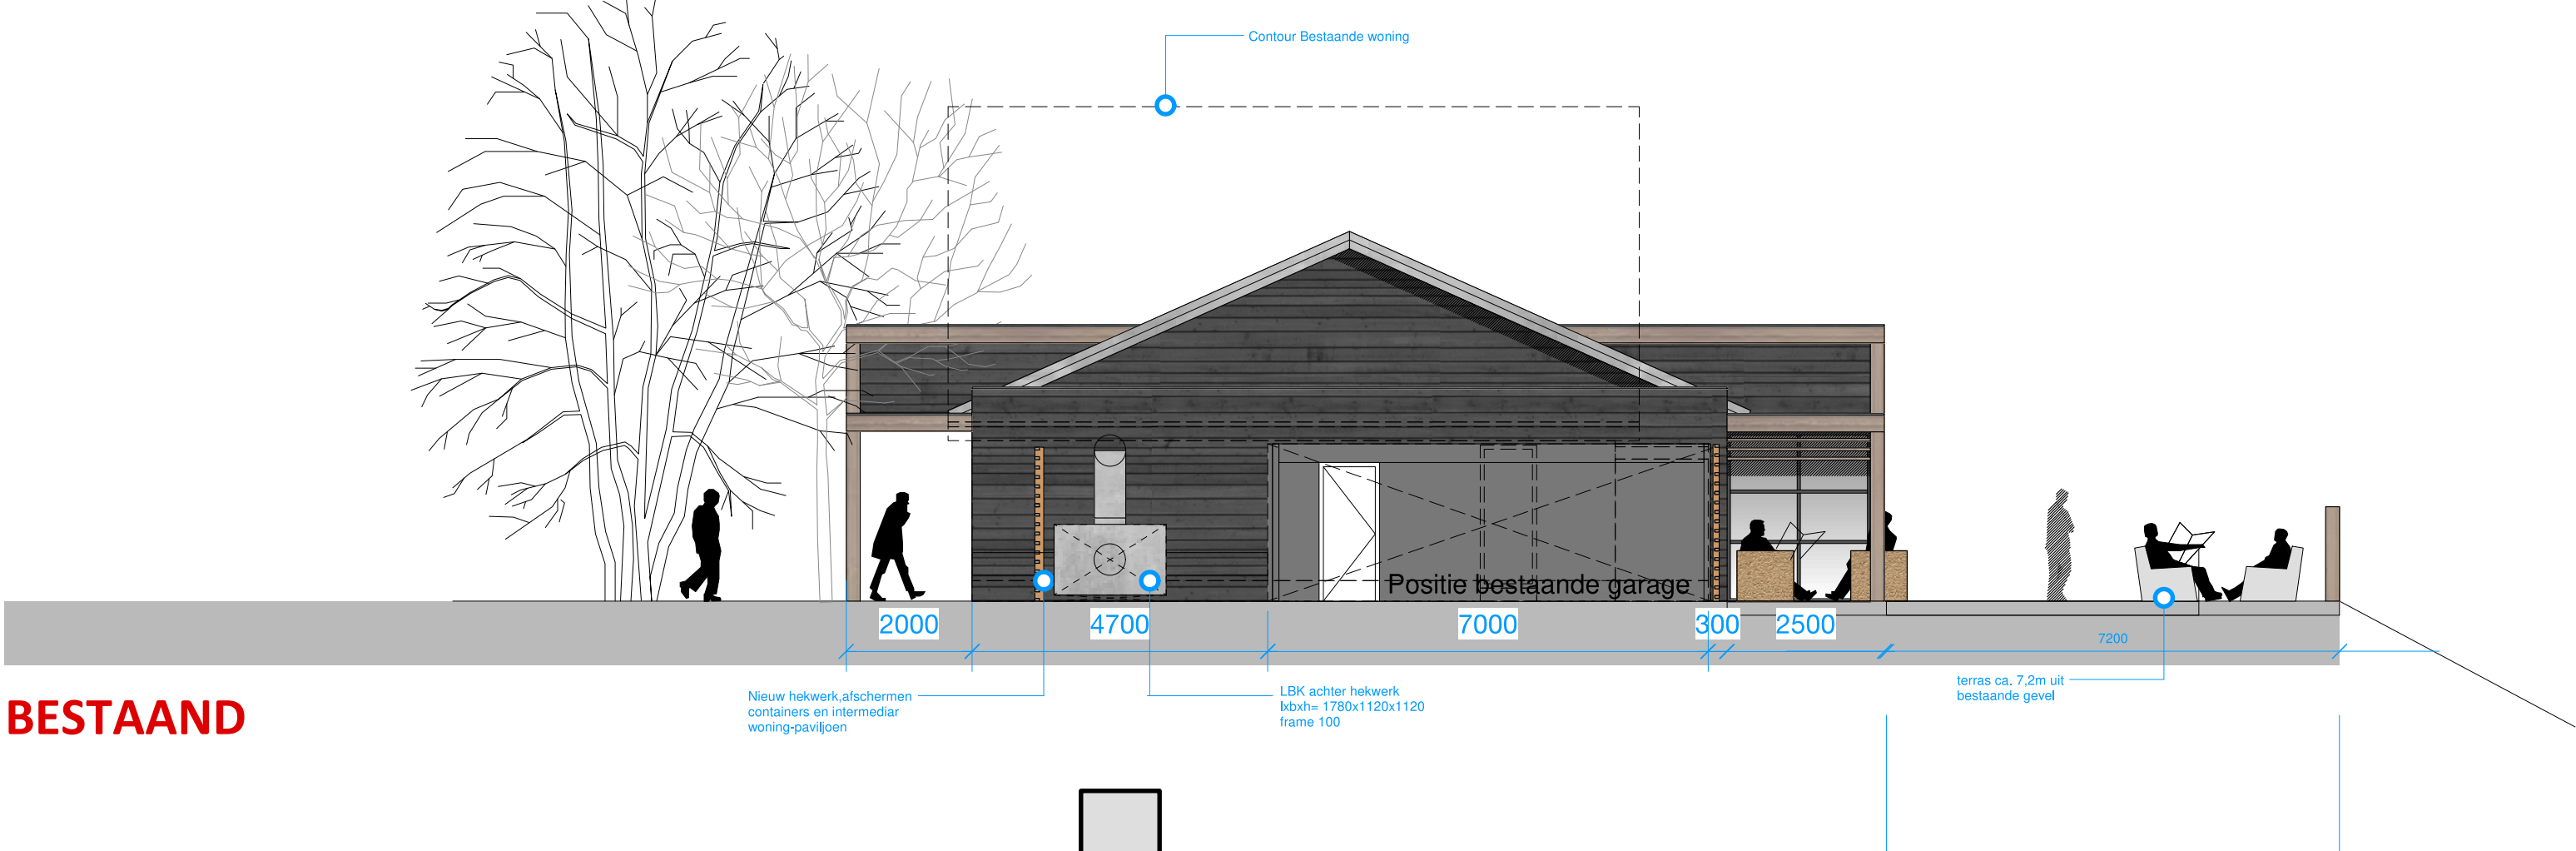 Contour Bestaande woning
Positie bestaande garage
2000
4700
7000
300
2500
7200
Nieuw hekwerk,afschermen
containers en intermediar
woning-paviljoen
LBK achter hekwerk
lxbxh= 1780x1120x1120
frame 100
terras ca. 7,2m uit
bestaande gevel
BESTAAND